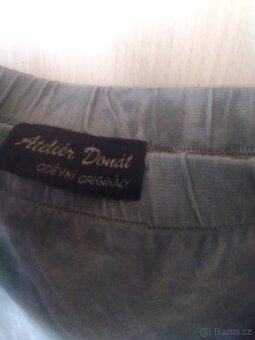 Ateliér Donát
ODĚVNÍ ORIGINÁLY
Bazos.cz